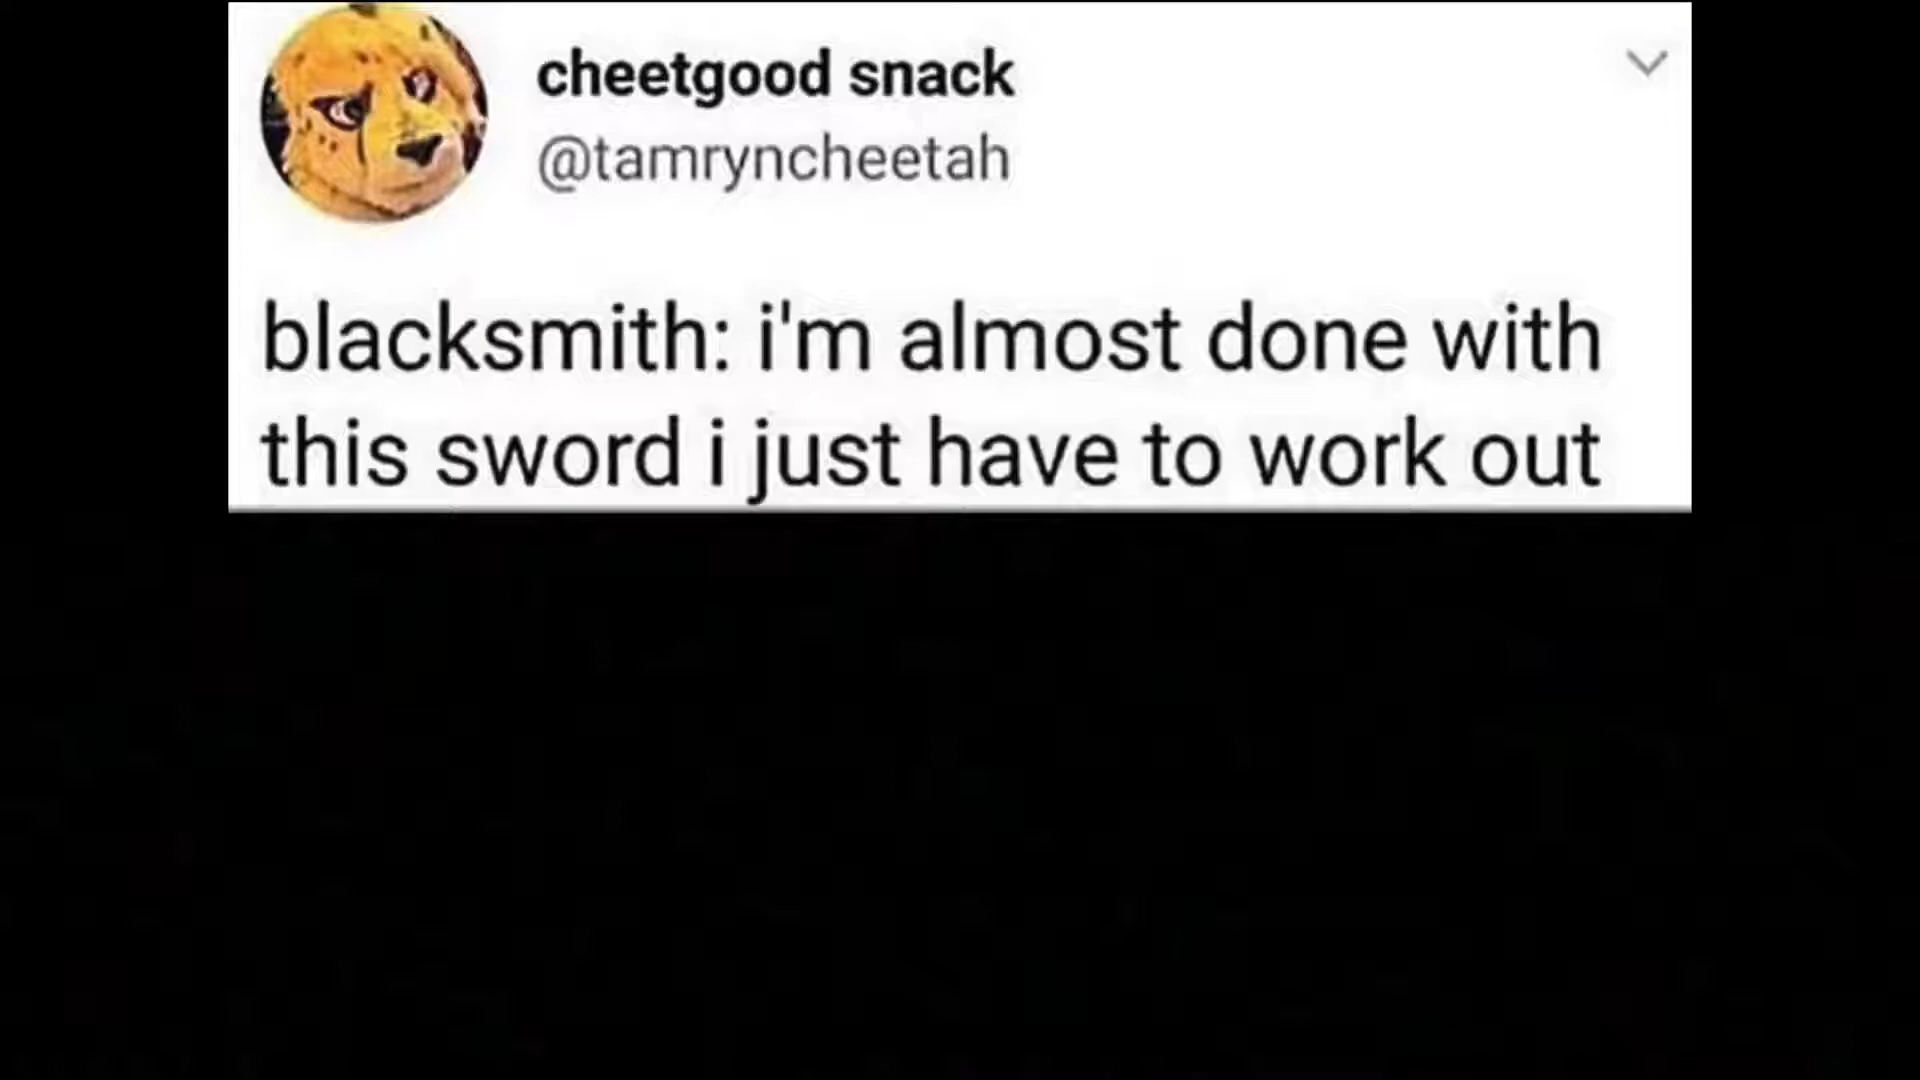 cheetgood snack
@tamryncheetah
blacksmith: i'm almost done with
this sword i just have to work out